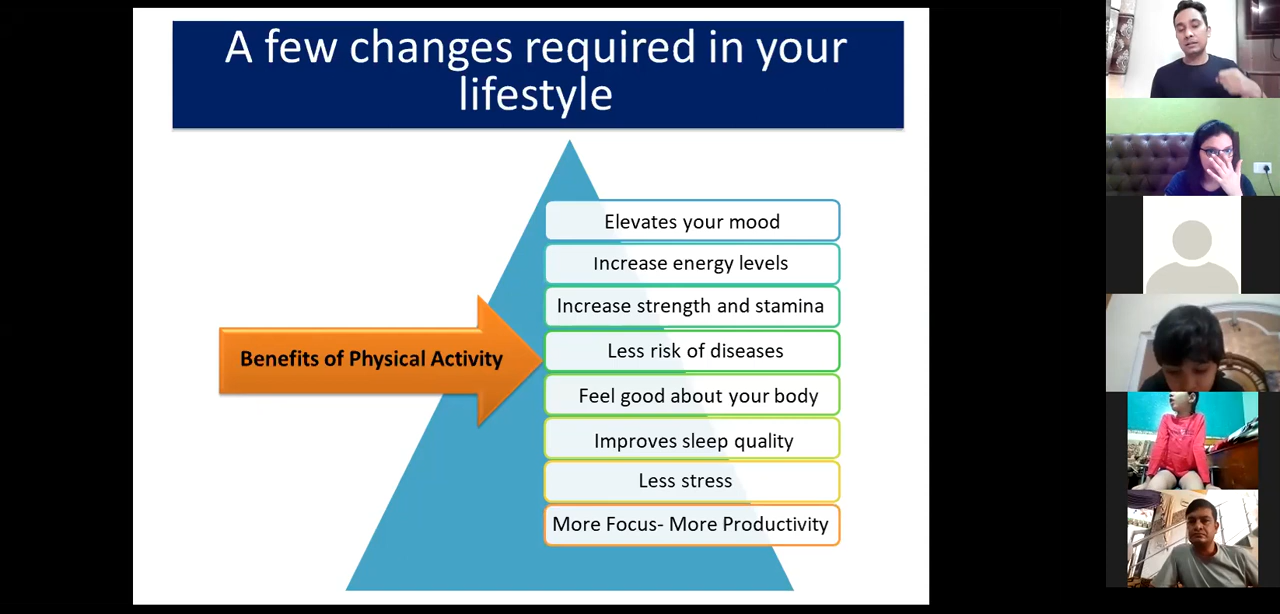 A few changes required in your
lifestyle
Elevates your mood
Increase energy levels
Increase strength and stamina
Less risk of diseases
Benefits of Physical Activity
Feel good about your body
Improves sleep quality
Less stress
More Focus- More Productivity